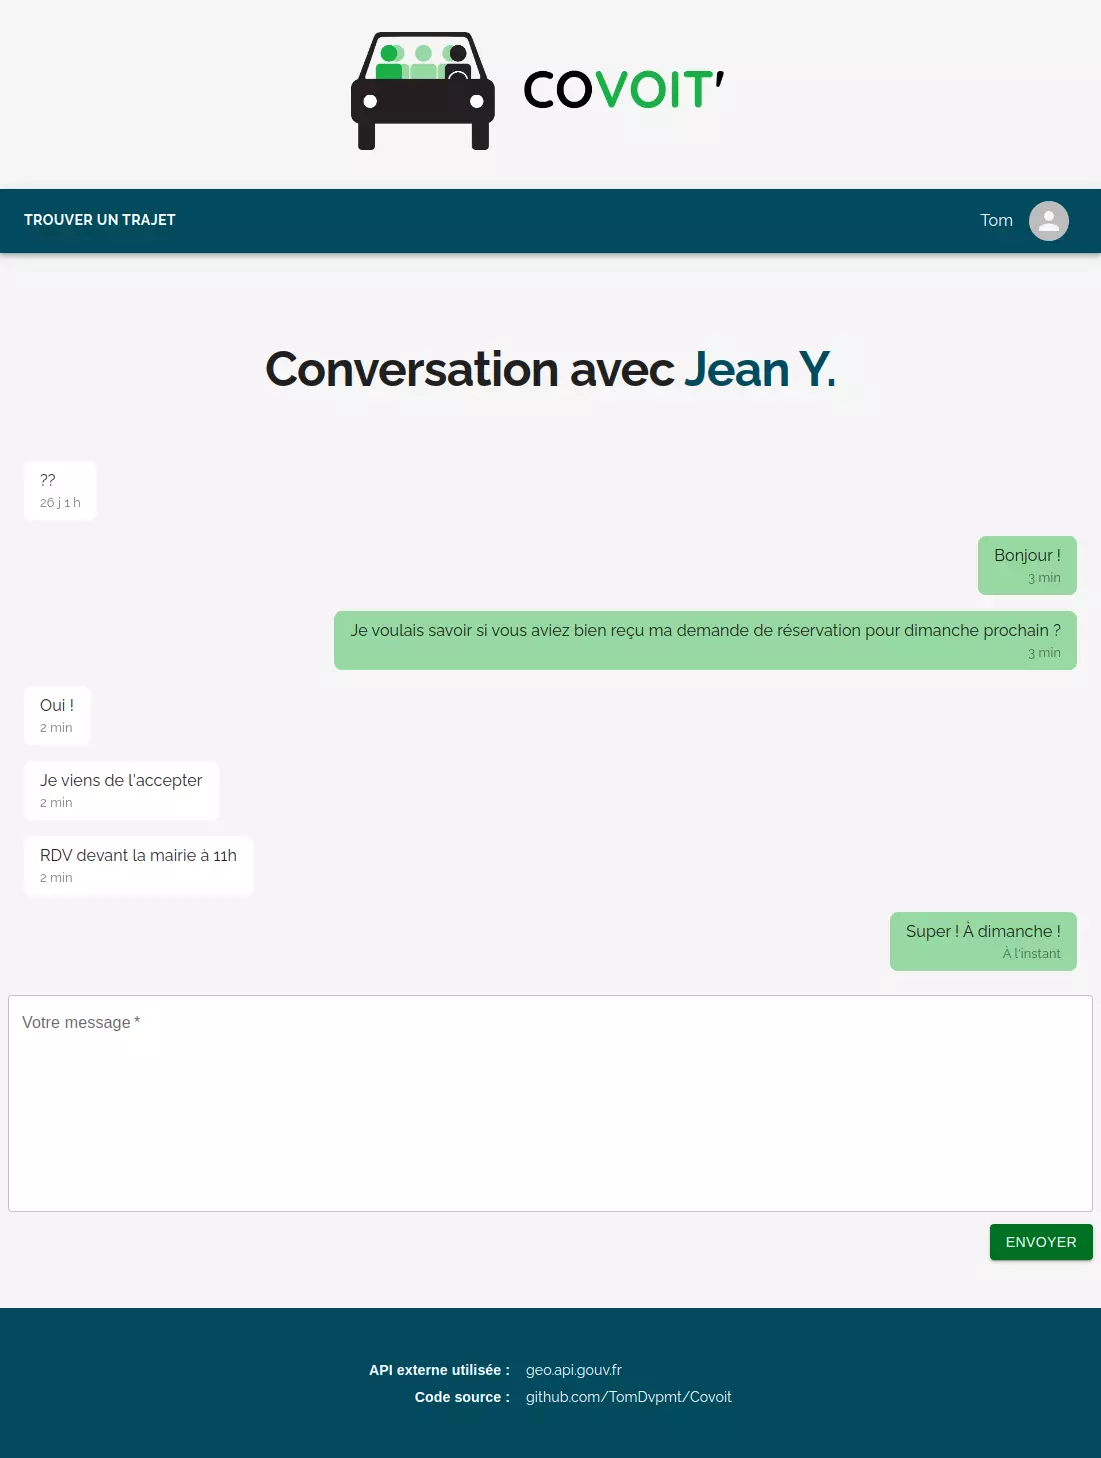 COVOIT'
TROUVER UN TRAJET
Tom
Conversation avec Jean Y.
??
26 j 1 h
Bonjour !
3 min
Je voulais savoir si vous aviez bien reçu ma demande de réservation pour dimanche prochain ?
3 min
Oui !
2 min
Je viens de l'accepter
2 min
RDV devant la mairie à 11h
2 min
Super ! À dimanche !
À l'instant
Votre message *
ENVOYER
API externe utilisée : geo.api.gouv.fr
Code source : github.com/TomDvpmt/Covoit